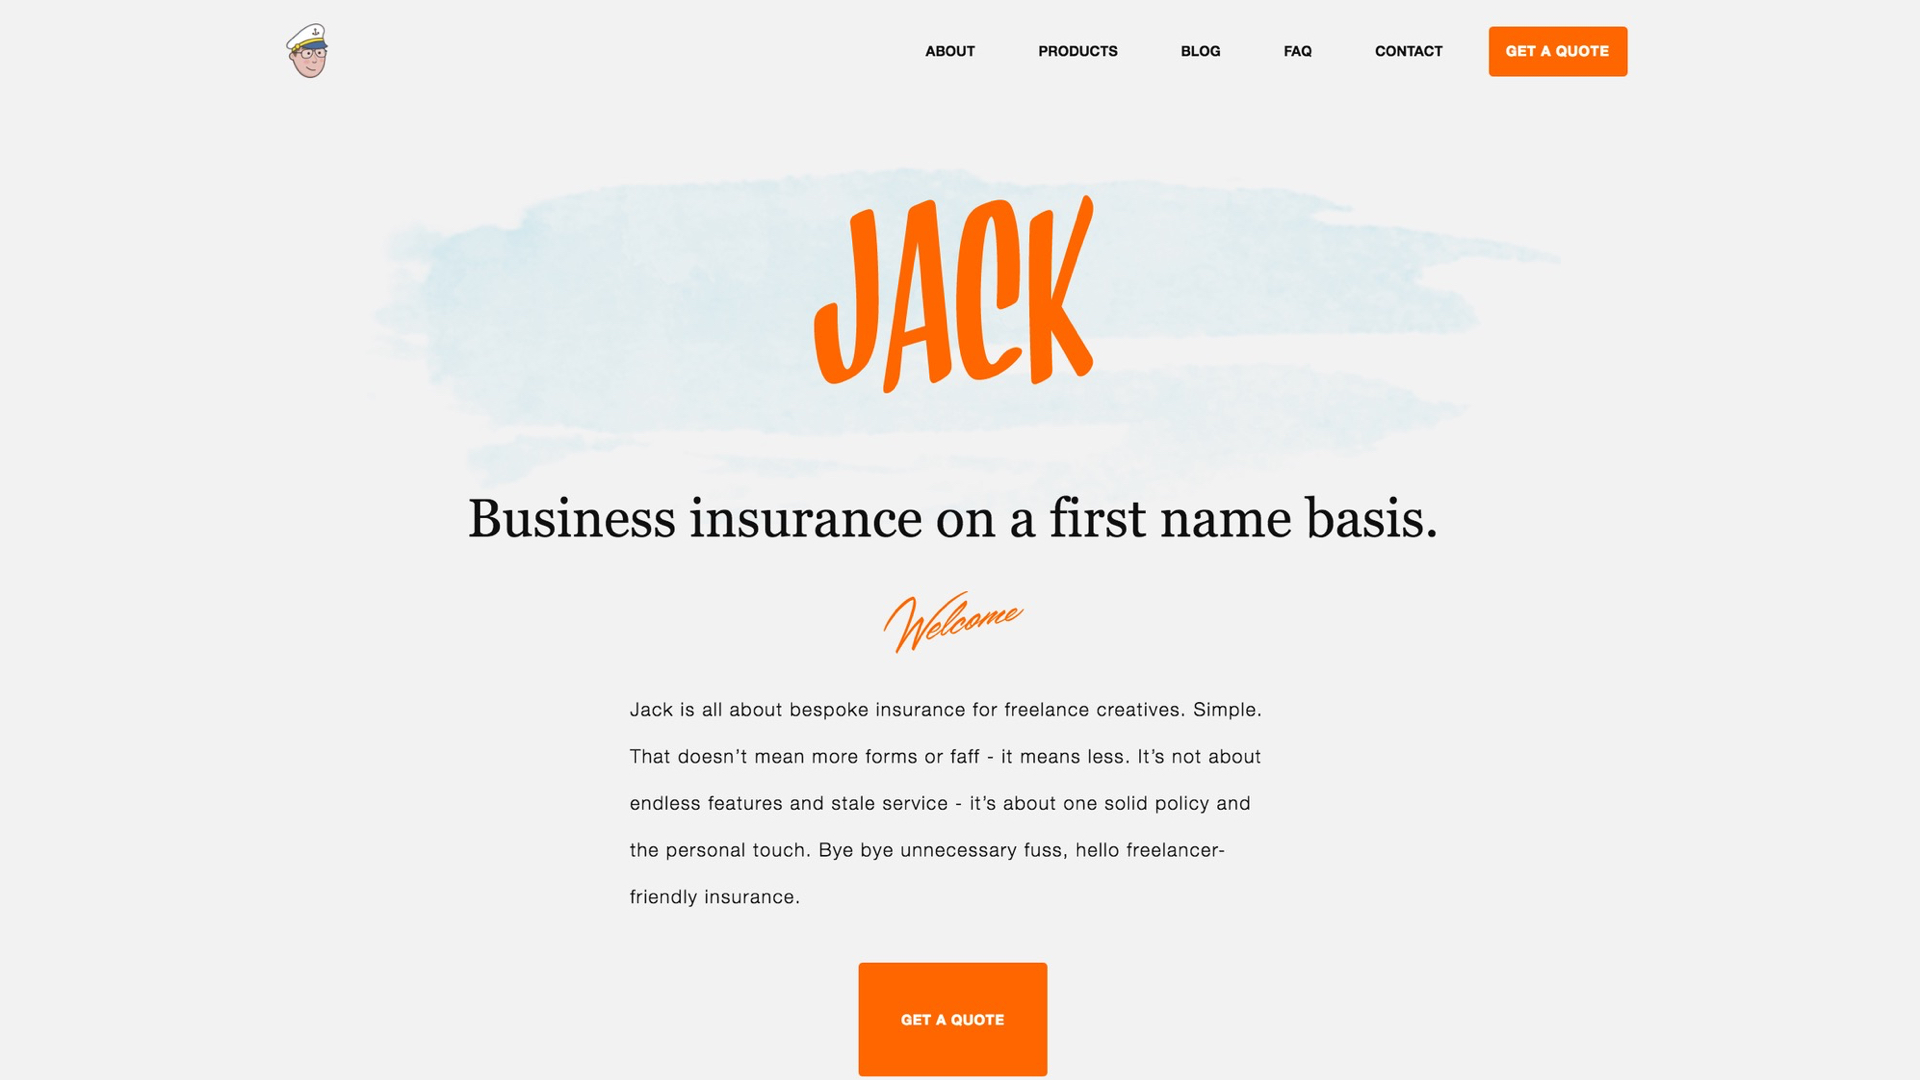 ABOUT PRODUCTS BLOG FAQ CONTACT GET A QUOTE
JACK
Business insurance on a first name basis.
Welcome
Jack is all about bespoke insurance for freelance creatives. Simple.
That doesn’t mean more forms or faff - it means less. It’s not about
endless features and stale service - it’s about one solid policy and
the personal touch. Bye bye unnecessary fuss, hello freelancer-
friendly insurance.
GET A QUOTE